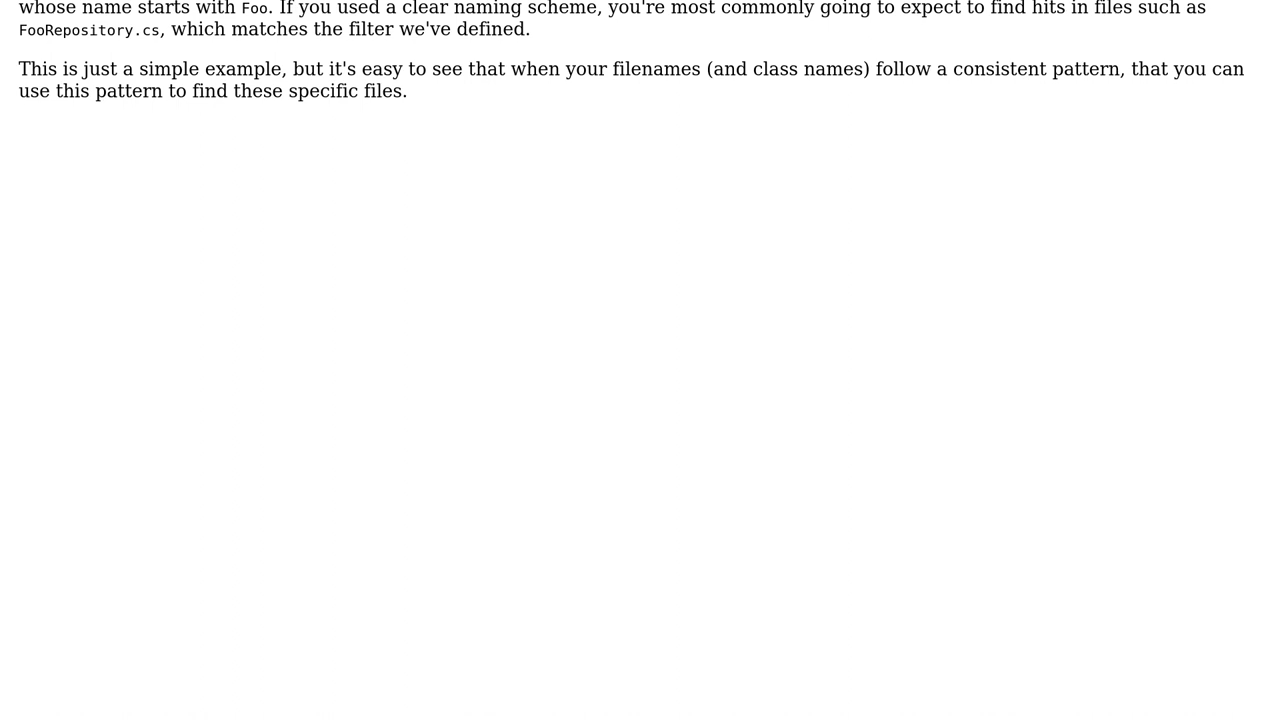 whose name starts with Foo. If you used a clear naming scheme, you're most commonly going to expect to find hits in files such as
FooRepository.cs, which matches the filter we've defined.
This is just a simple example, but it's easy to see that when your filenames (and class names) follow a consistent pattern, that you can
use this pattern to find these specific files.